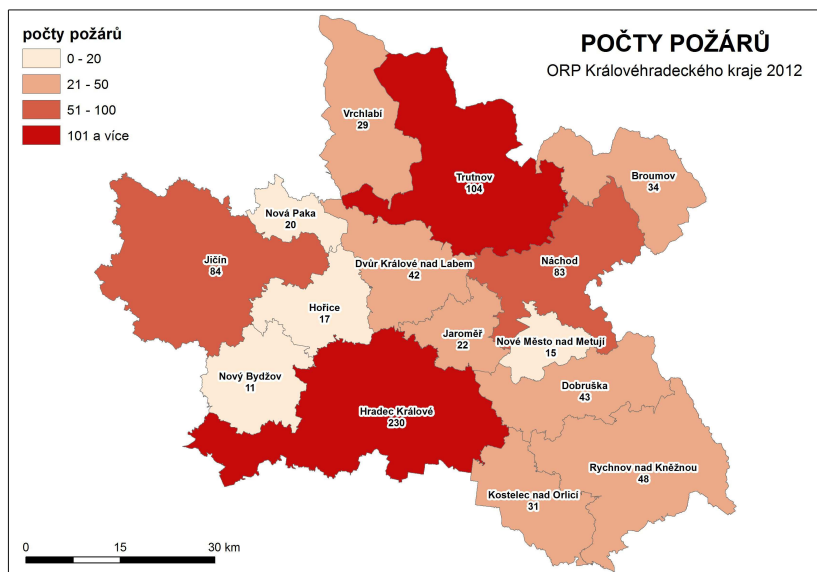 POČTY POŽÁRŮ
ORP Královéhradeckého kraje 2012
počty požárů
0 - 20
21 - 50
51 - 100
101 a více
Vrchlabí
29
Trutnov
104
Broumov
34
Nová Paka
20
Jičín
84
Dvůr Králové nad Labem
42
Náchod
83
Hořice
17
Jaroměř
22
Nové Město nad Metují
15
Nový Bydžov
11
Dobruška
43
Hradec Králové
230
Rychnov nad Kněžnou
48
Kostelec nad Orlicí
31
0
15
30 km